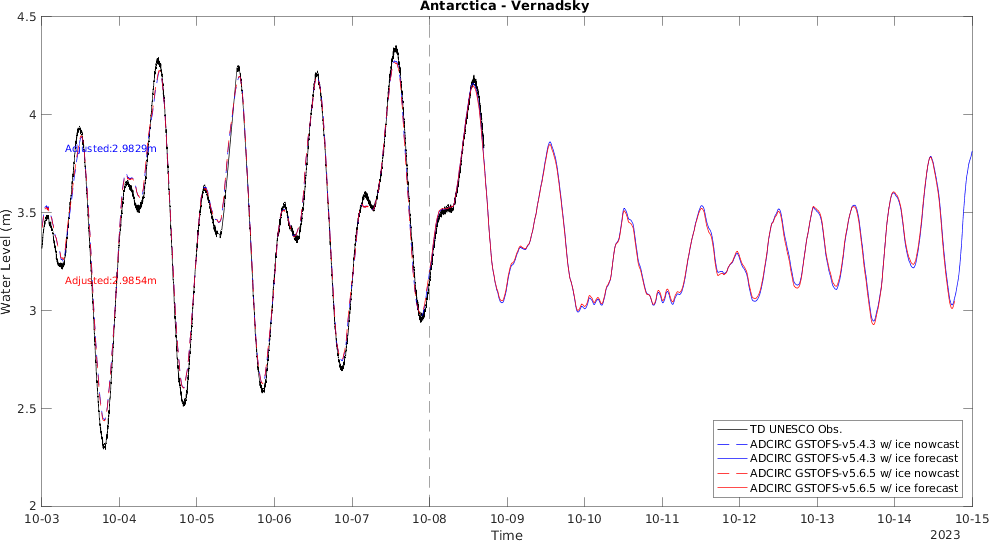 Antarctica - Vernadsky
4.5
4
3.5
3
2.5
2
Water Level (m)
Adjusted:2.9829m
Adjusted:2.9854m
TD UNESCO Obs.
ADCIRC GSTOFS-v5.4.3 w/ ice nowcast
ADCIRC GSTOFS-v5.4.3 w/ ice forecast
ADCIRC GSTOFS-v5.6.5 w/ ice nowcast
ADCIRC GSTOFS-v5.6.5 w/ ice forecast
10-03 10-04 10-05 10-06 10-07 10-08 10-09 10-10 10-11 10-12 10-13 10-14 10-15
Time
2023